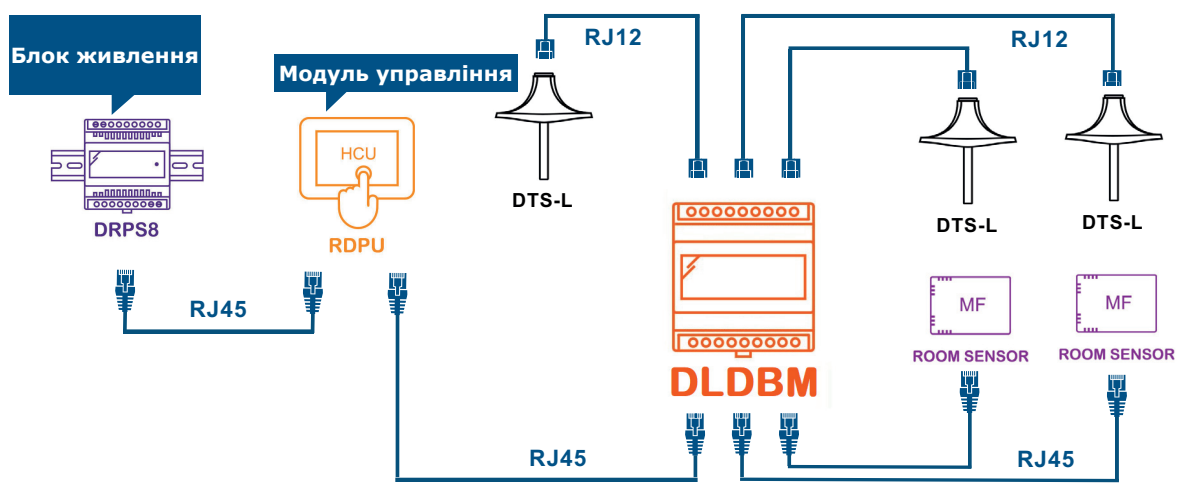 Блок живлення
Модуль управління
RJ12
RJ12
HCU
DRPS8
RDPU
DTS-L
DTS-L
DTS-L
MF
MF
ROOM SENSOR
ROOM SENSOR
DLDBM
RJ45
RJ45
RJ45